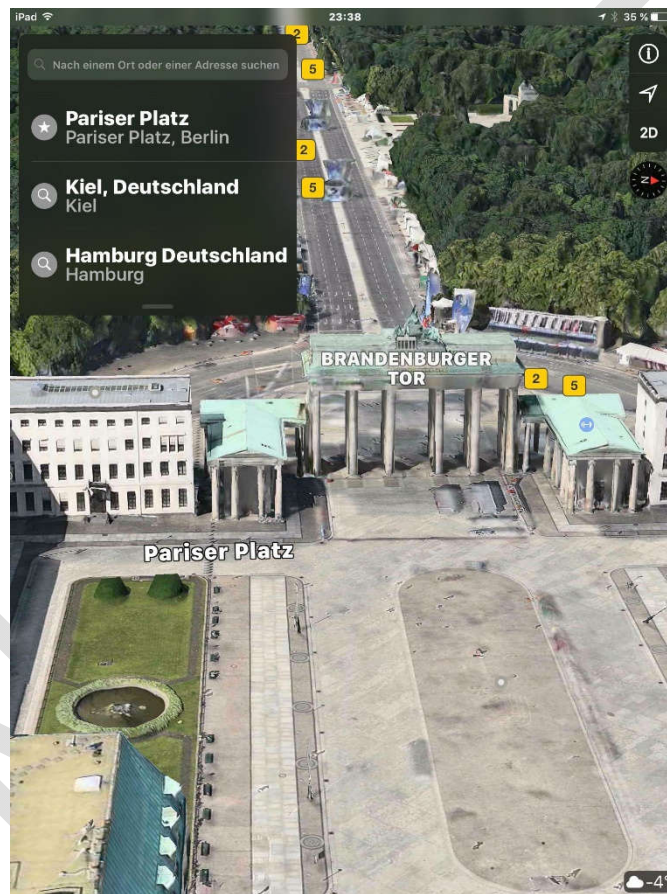 iPad
23:38
35 %
Nach einem Ort oder einer Adresse suchen
Pariser Platz
Pariser Platz, Berlin
Kiel, Deutschland
Kiel
Hamburg Deutschland
Hamburg
2
5
2
5
2D
N
BRANDENBURGER
TOR
2
5
Pariser Platz
-4°